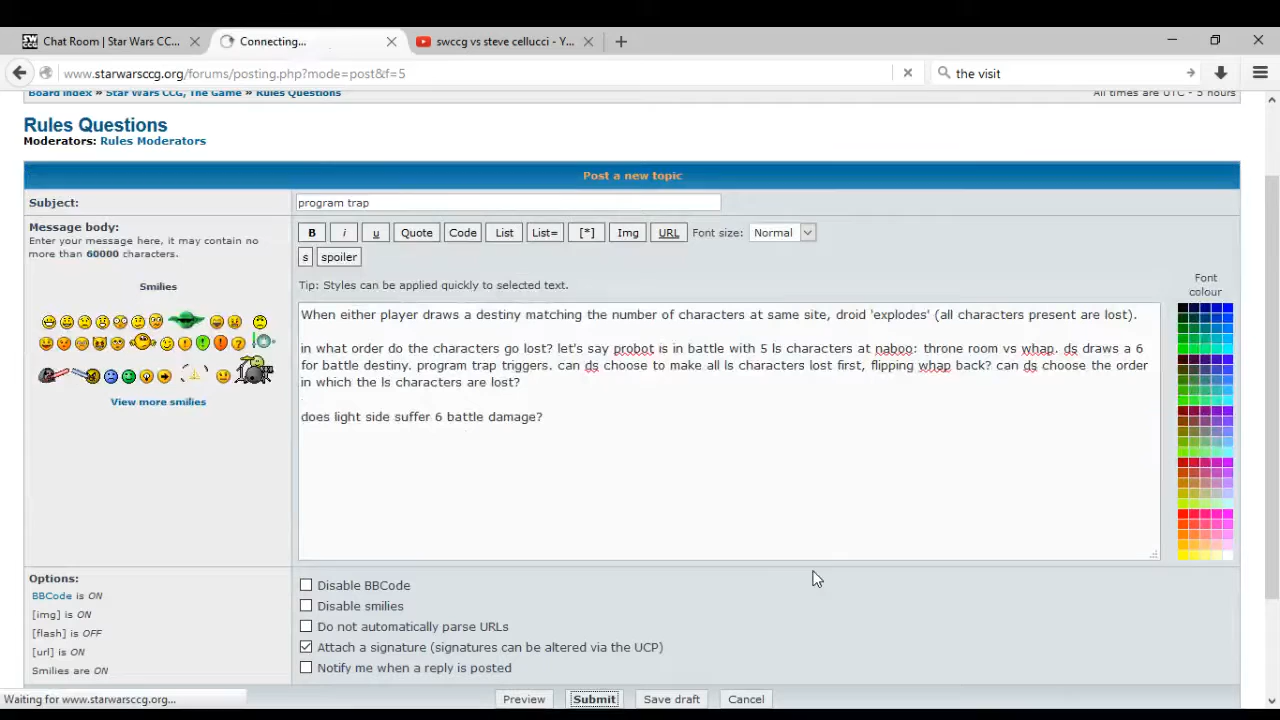 Chat Room | Star Wars CC...
Connecting...
swccg vs steve cellucci - Y...
www.starwarsccg.org/forums/posting.php?mode=post&f=5
the visit
Board index » Star Wars CCG, The Game » Rules Questions
All times are UTC - 5 hours
Rules Questions
Moderators: Rules Moderators
Post a new topic
Subject:
program trap
Message body:
Enter your message here, it may contain no
more than 60000 characters.
Smilies
View more smilies
B
i
u
Quote
Code
List
List=
[*]
Img
URL
Font size:
Normal
s
spoiler
Tip: Styles can be applied quickly to selected text.
Font
colour
When either player draws a destiny matching the number of characters at same site, droid 'explodes' (all characters present are lost).
in what order do the characters go lost? let's say probot is in battle with 5 ls characters at naboo: throne room vs whap. ds draws a 6
for battle destiny. program trap triggers. can ds choose to make all ls characters lost first, flipping whap back? can ds choose the order
in which the ls characters are lost?
does light side suffer 6 battle damage?
Options:
BBCode is ON
[img] is ON
[flash] is OFF
[url] is ON
Smilies are ON
Disable BBCode
Disable smilies
Do not automatically parse URLs
Attach a signature (signatures can be altered via the UCP)
Notify me when a reply is posted
Waiting for www.starwarsccg.org...
Preview
Submit
Save draft
Cancel